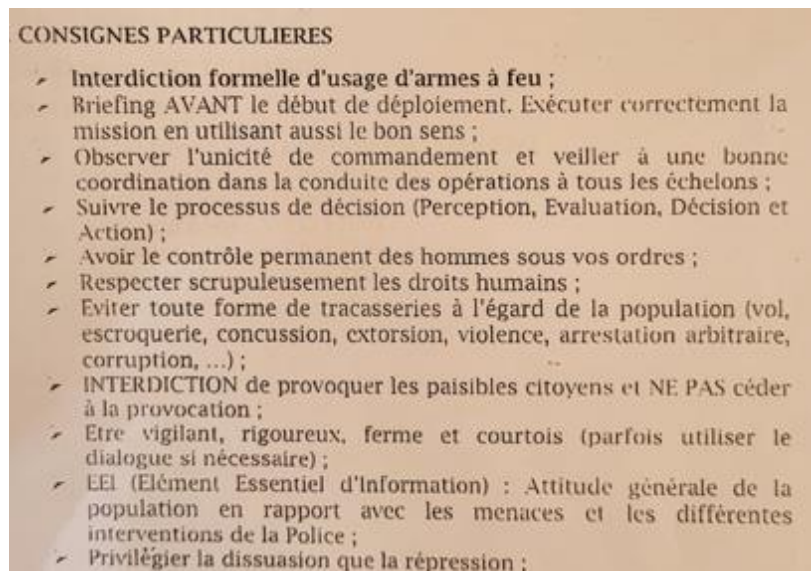 CONSIGNES PARTICULIERES
➢ Interdiction formelle d'usage d'armes à feu ;
➢ Briefing AVANT le début de déploiement. Exécuter correctement la
mission en utilisant aussi le bon sens ;
➢ Observer l'unicité de commandement et veiller à une bonne
coordination dans la conduite des opérations à tous les échelons ;
➢ Suivre le processus de décision (Perception, Evaluation, Décision et
Action) ;
➢ Avoir le contrôle permanent des hommes sous vos ordres ;
➢ Respecter scrupuleusement les droits humains ;
➢ Eviter toute forme de tracasseries à l'égard de la population (vol,
escroquerie, concussion, extorsion, violence, arrestation arbitraire,
corruption, ...) ;
➢ INTERDICTION de provoquer les paisibles citoyens et NE PAS céder
à la provocation ;
➢ Etre vigilant, rigoureux, ferme et courtois (parfois utiliser le
dialogue si nécessaire) ;
➢ EEI (Elément Essentiel d'Information) : Attitude générale de la
population en rapport avec les menaces et les différentes
interventions de la Police ;
➢ Privilégier la dissuasion que la répression ;